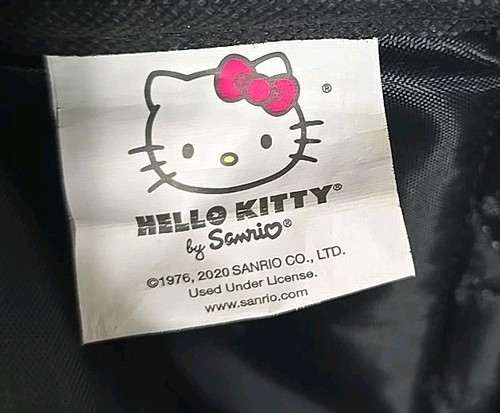 ®
HELLO KITTY®
by Sanrio®
©1976, 2020 SANRIO CO., LTD.
Used Under License.
www.sanrio.com